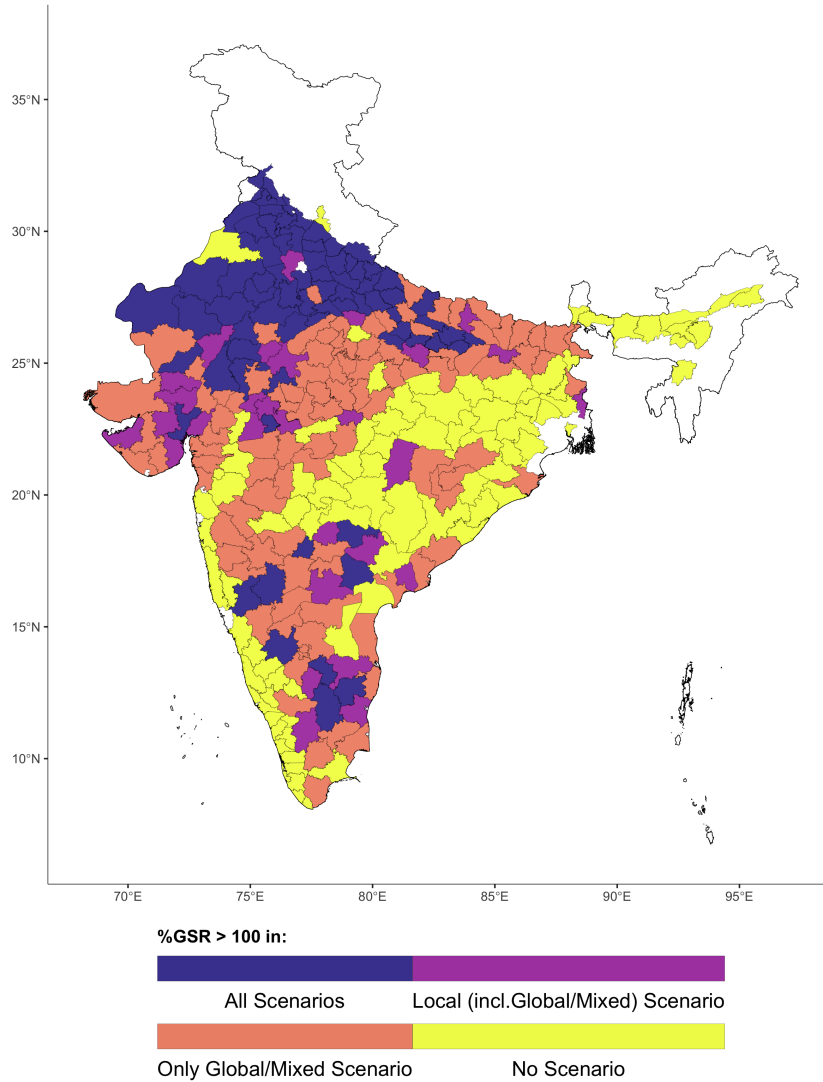 35°N
30°N
25°N
20°N
15°N
10°N
70°E 75°E 80°E 85°E 90°E 95°E
%GSR > 100 in:
All Scenarios Local (incl.Global/Mixed) Scenario
Only Global/Mixed Scenario No Scenario